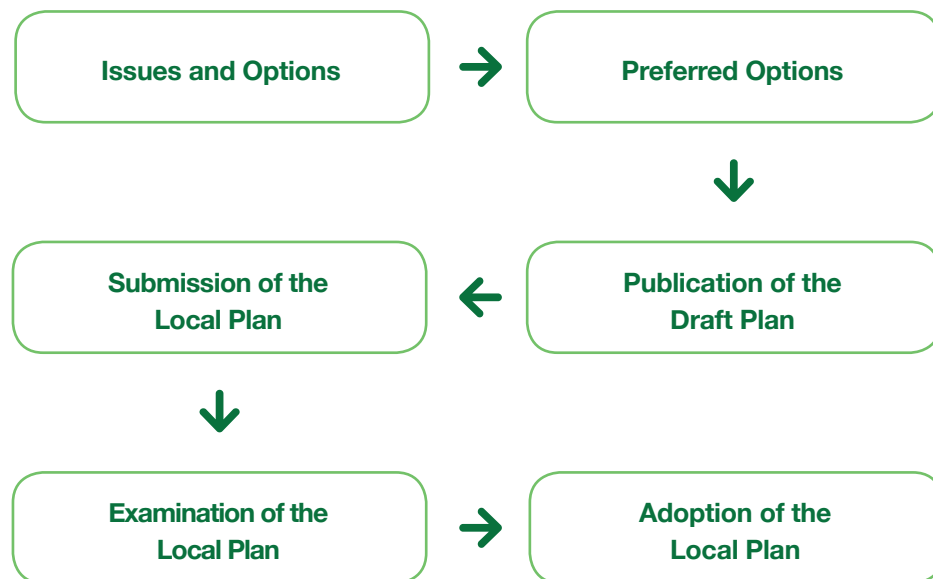 Issues and Options
Preferred Options
Publication of the
Draft Plan
Submission of the
Local Plan
Examination of the
Local Plan
Adoption of the
Local Plan